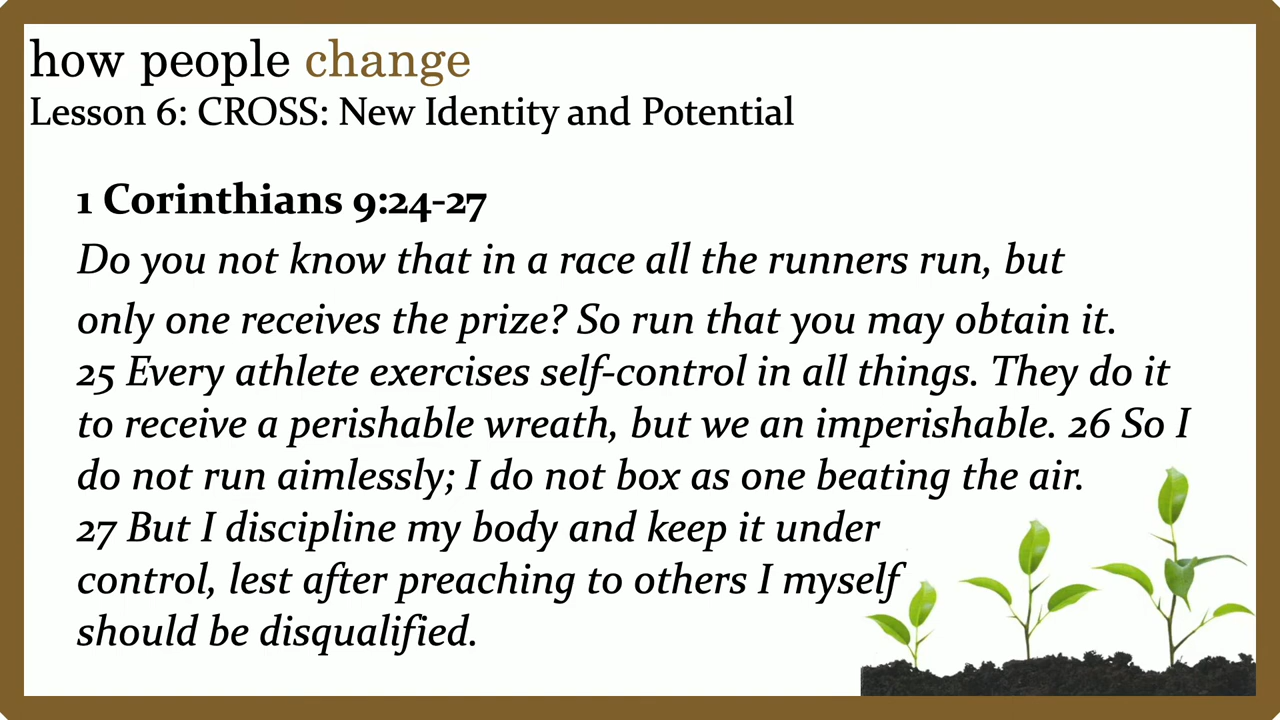 how people change
Lesson 6: CROSS: New Identity and Potential
1 Corinthians 9:24-27
Do you not know that in a race all the runners run, but
only one receives the prize? So run that you may obtain it.
25 Every athlete exercises self-control in all things. They do it
to receive a perishable wreath, but we an imperishable. 26 So I
do not run aimlessly; I do not box as one beating the air.
27 But I discipline my body and keep it under
control, lest after preaching to others I myself
should be disqualified.